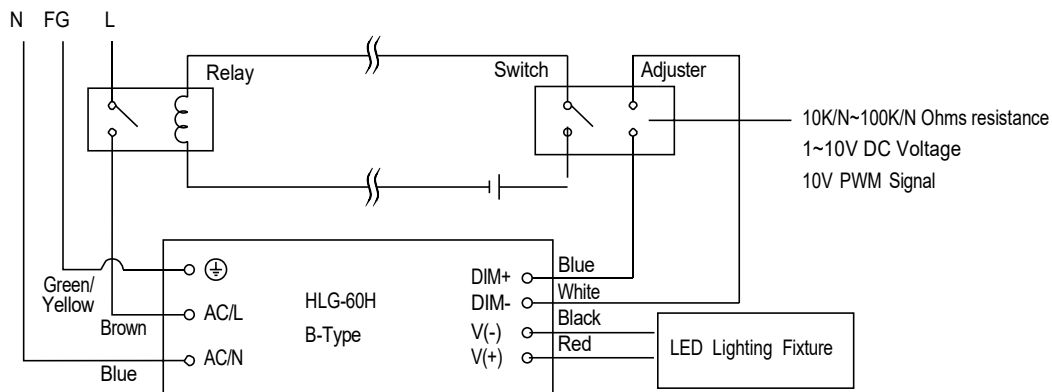 N FG L
Relay
Switch
Adjuster
10K/N~100K/N Ohms resistance
1~10V DC Voltage
10V PWM Signal
Green/
Yellow
Brown
Blue
AC/L
AC/N
HLG-60H
B-Type
DIM+
DIM-
V(-)
V(+)
Blue
White
Black
Red
LED Lighting Fixture